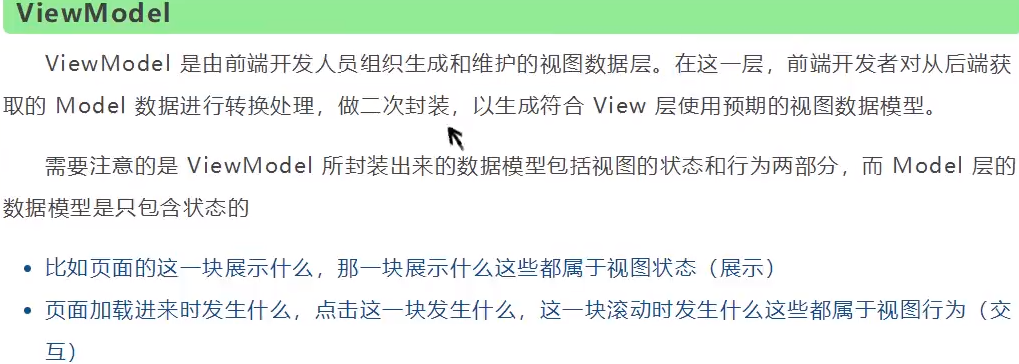 ViewModel
ViewModel 是由前端开发人员组织生成和维护的视图数据层。在这一层，前端开发者对从后端获
取的 Model 数据进行转换处理，做二次封装，以生成符合 View 层使用预期的视图数据模型。
需要注意的是 ViewModel 所封装出来的数据模型包括视图的状态和行为两部分，而 Model 层的
数据模型是只包含状态的
• 比如页面的这一块展示什么，那一块展示什么这些都属于视图状态（展示）
• 页面加载进来时发生什么，点击这一块发生什么，这一块滚动时发生什么这些都属于视图行为（交
互）